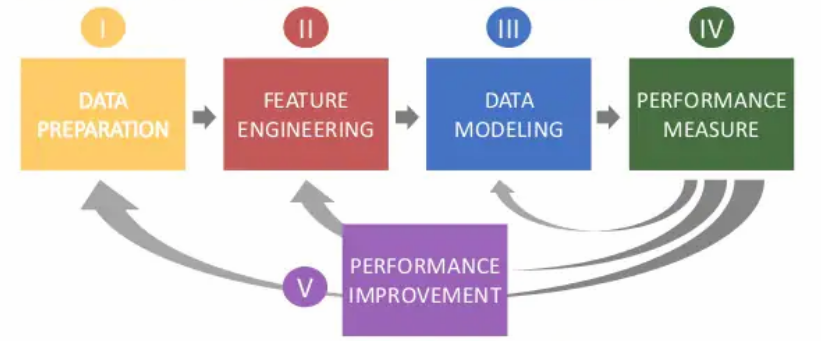 I
II
III
IV
DATA
PREPARATION
FEATURE
ENGINEERING
DATA
MODELING
PERFORMANCE
MEASURE
V
PERFORMANCE
IMPROVEMENT